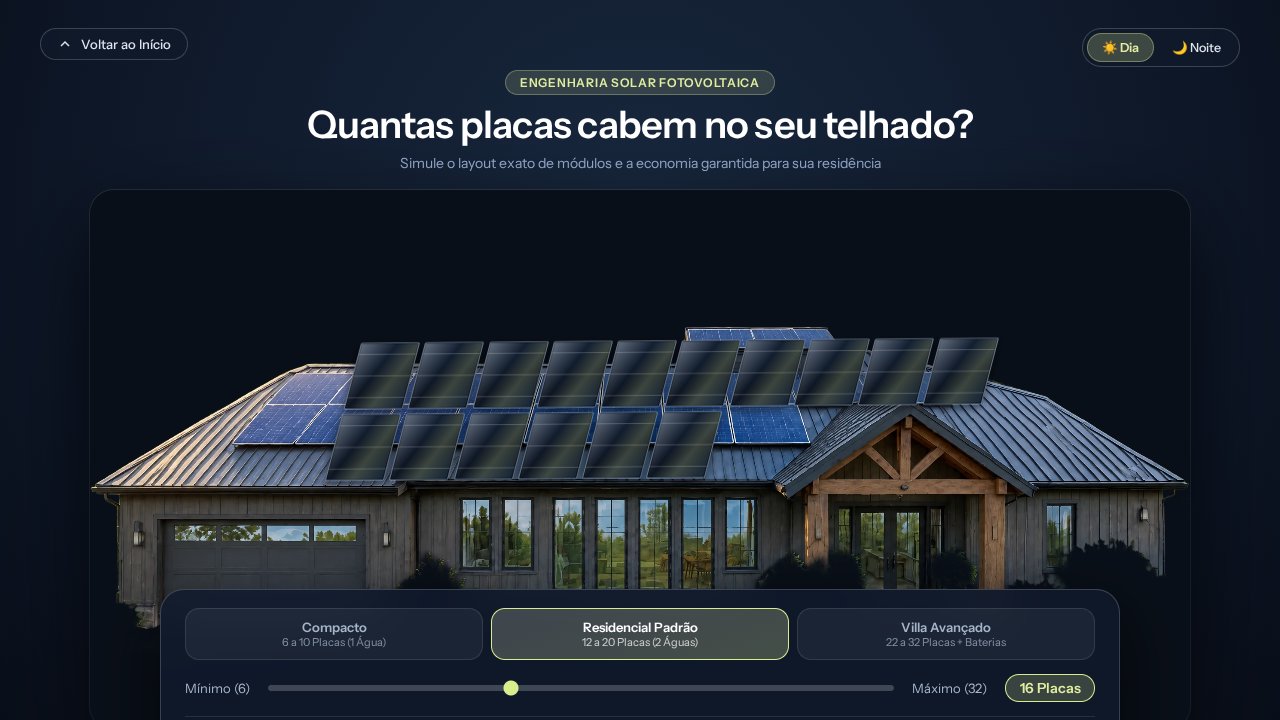 Voltar ao Início
☀️ Dia
🌙 Noite
ENGENHARIA SOLAR FOTOVOLTAICA
Quantas placas cabem no seu telhado?
Simule o layout exato de módulos e a economia garantida para sua residência
Compacto
6 a 10 Placas (1 Água)
Residencial Padrão
12 a 20 Placas (2 Águas)
Villa Avançado
22 a 32 Placas + Baterias
Mínimo (6)
Máximo (32)
16 Placas